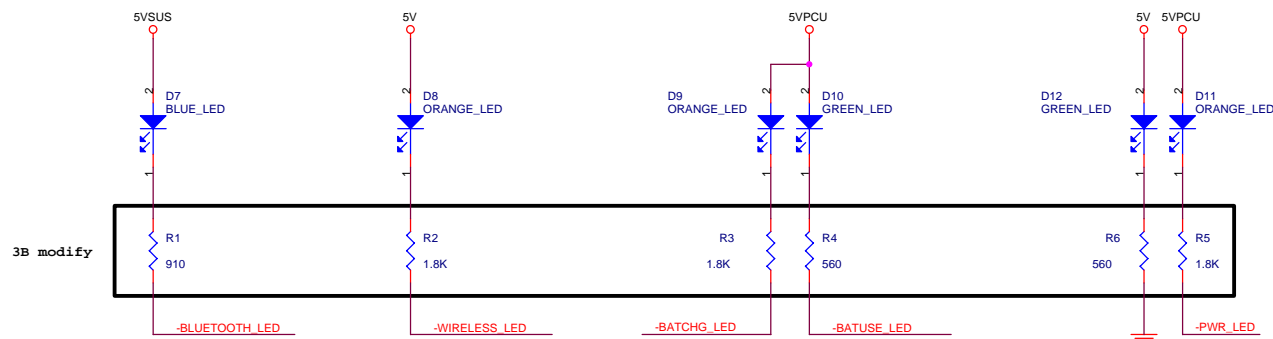 5VSUS
5V
5VPCU
5V
5VPCU
2
D7
BLUE_LED
1
2
D8
ORANGE_LED
1
2
D9
ORANGE_LED
1
2
D10
GREEN_LED
1
2
D12
GREEN_LED
1
2
D11
ORANGE_LED
1
3B modify
R1
910
R2
1.8K
R3
1.8K
R4
560
R6
560
R5
1.8K
-BLUETOOTH_LED
-WIRELESS_LED
-BATCHG_LED
-BATUSE_LED
-PWR_LED